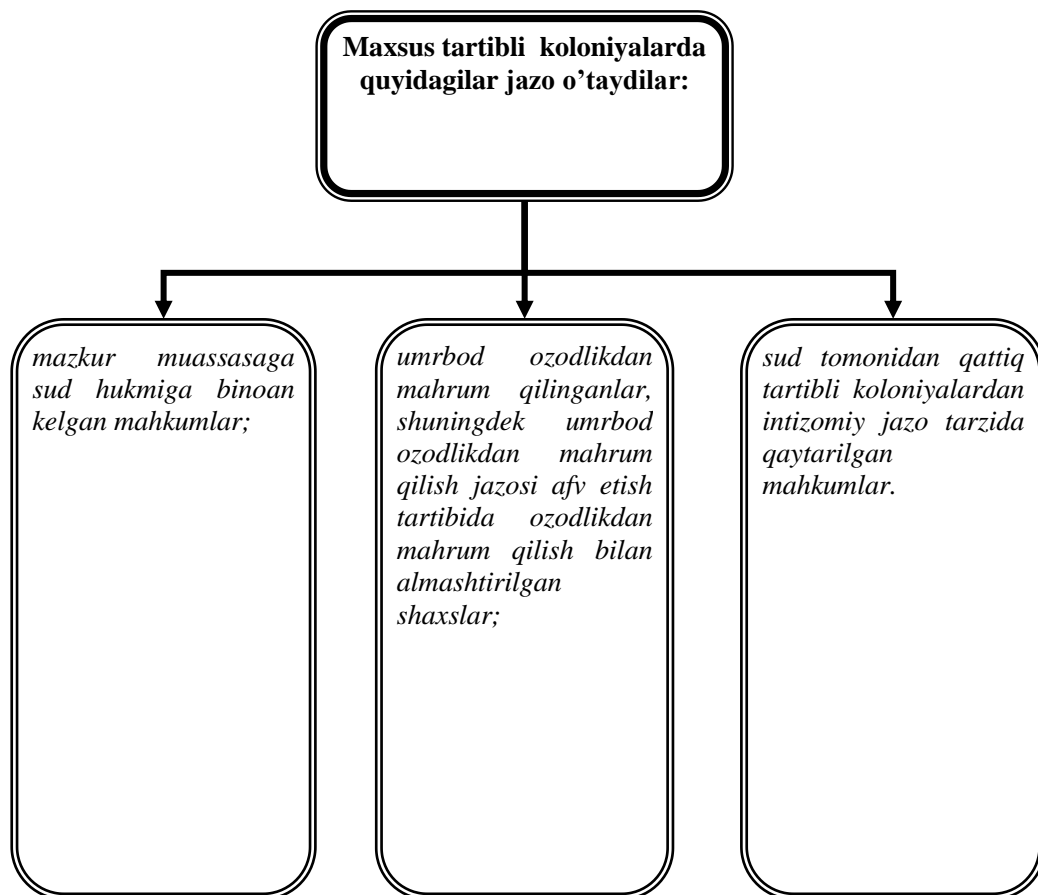 Maxsus tartibli koloniyalarda
quyidagilar jazo o’taydilar:
mazkur muassasaga
sud hukmiga binoan
kelgan mahkumlar;
umrbod ozodlikdan
mahrum qilinganlar,
shuningdek umrbod
ozodlikdan mahrum
qilish jazosi afv etish
tartibida ozodlikdan
mahrum qilish bilan
almashtirilgan
shaxslar;
sud tomonidan qattiq
tartibli koloniyalardan
intizomiy jazo tarzida
qaytarilgan
mahkumlar.